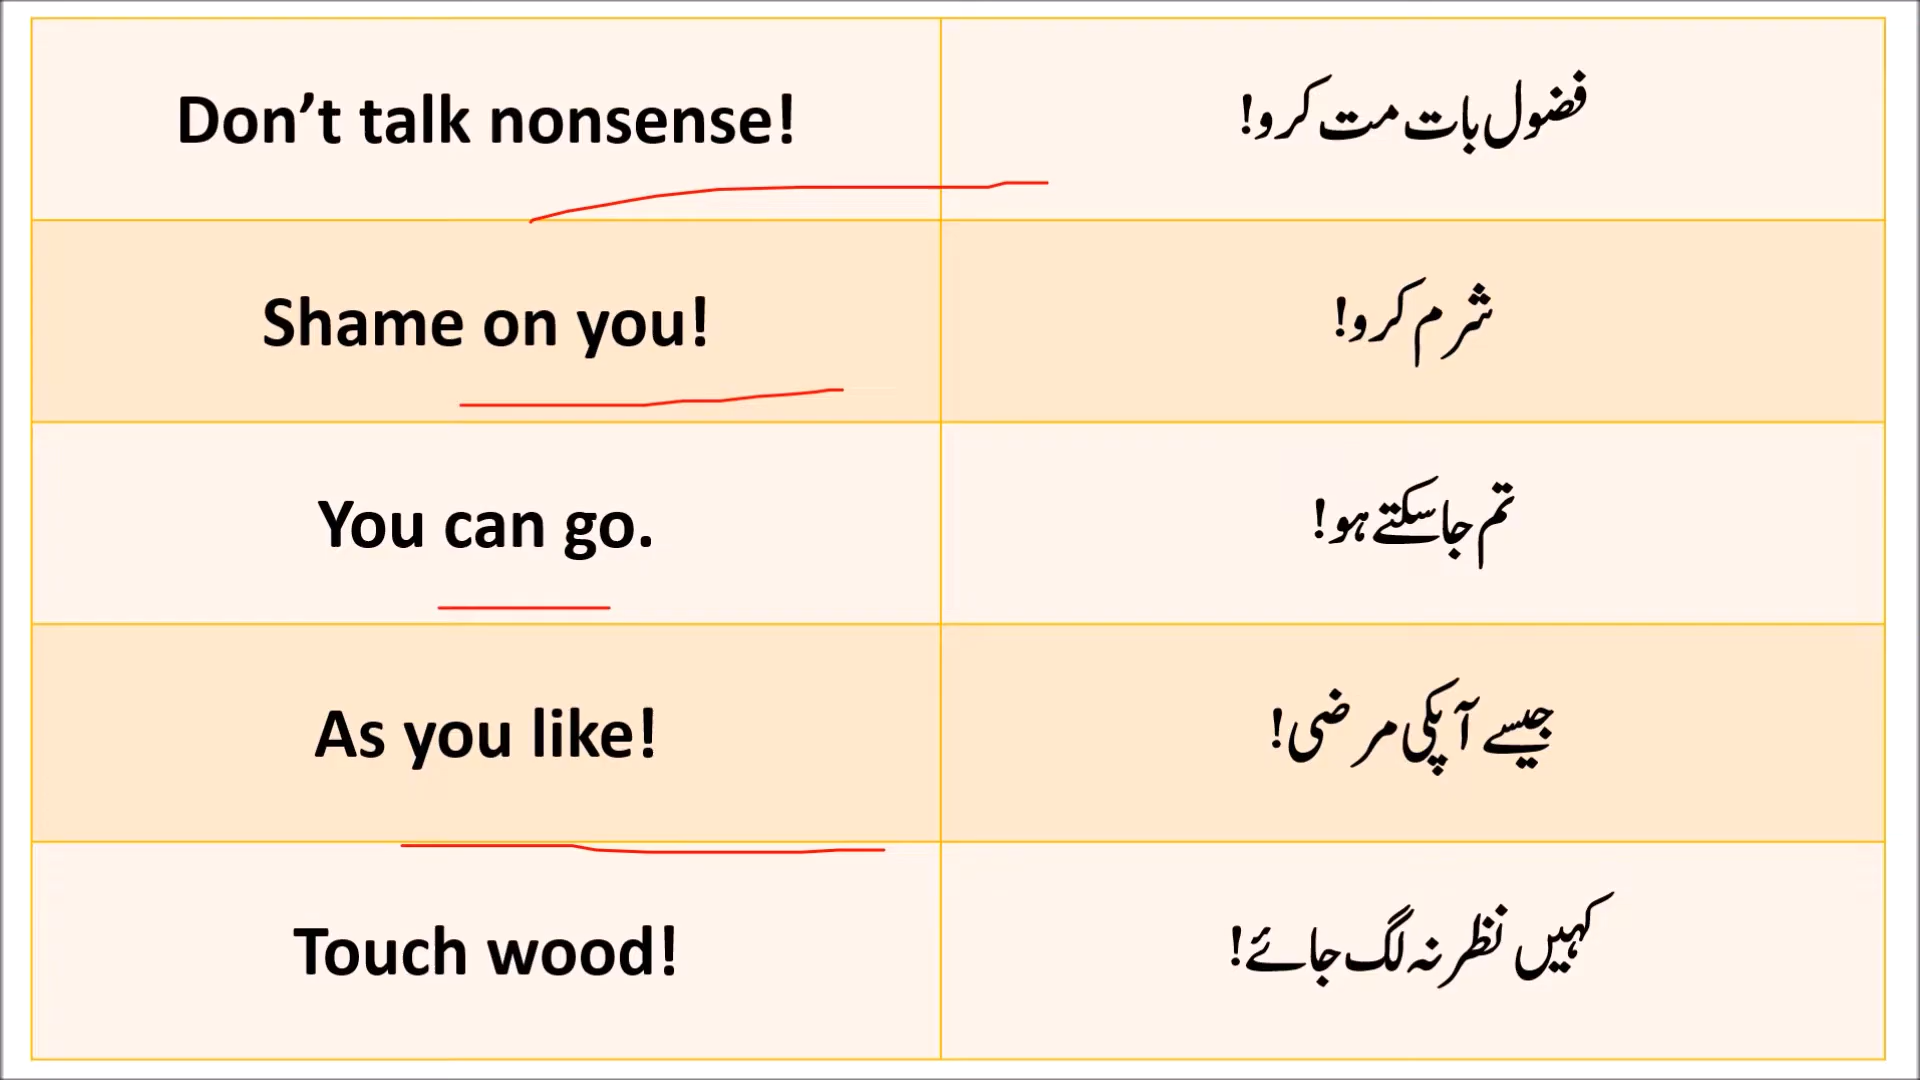 Don’t talk nonsense!
فضول بات مت کرو!
Shame on you!
شرم کرو!
You can go.
تم جا سکتے ہو!
As you like!
جیسے آپکی مرضی!
Touch wood!
کہیں نظر نہ لگ جائے!